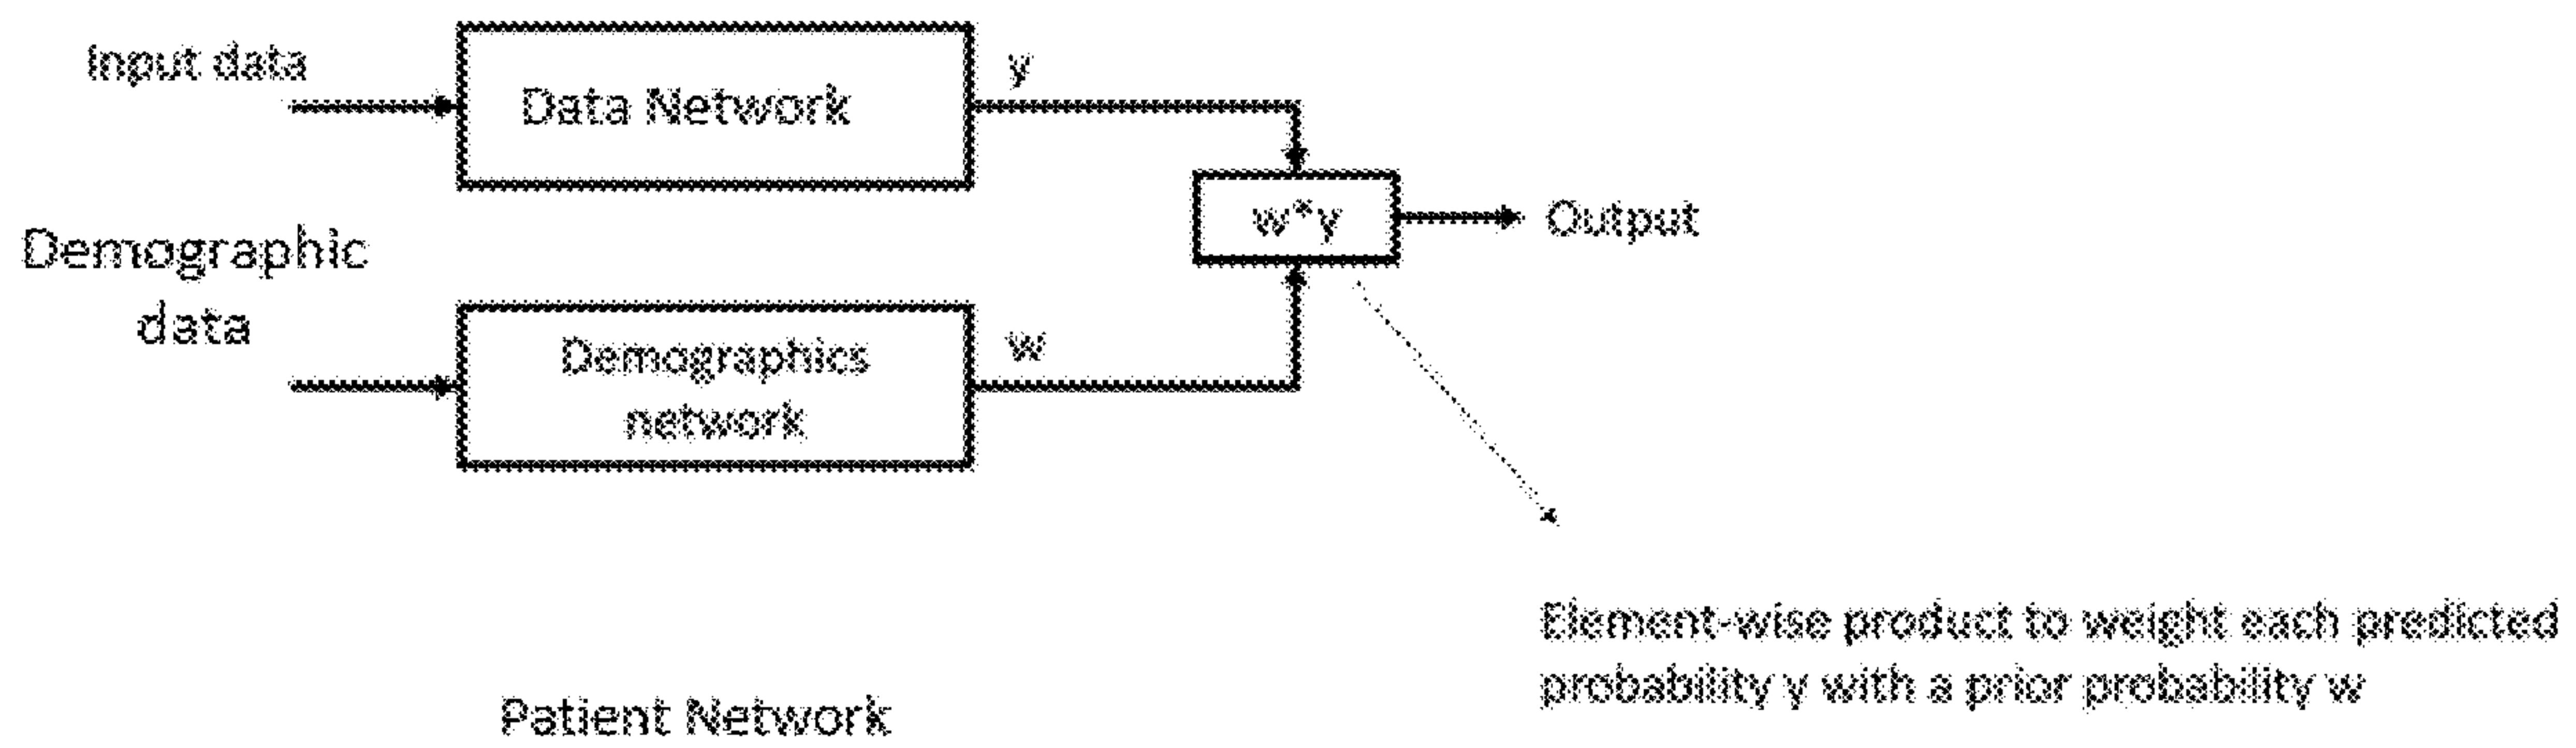 Input data
Data Network
y
Demographic
data
w*y
Output
Demographics
network
w
Element-wise product to weight each predicted
probability y with a prior probability w
Patient Network